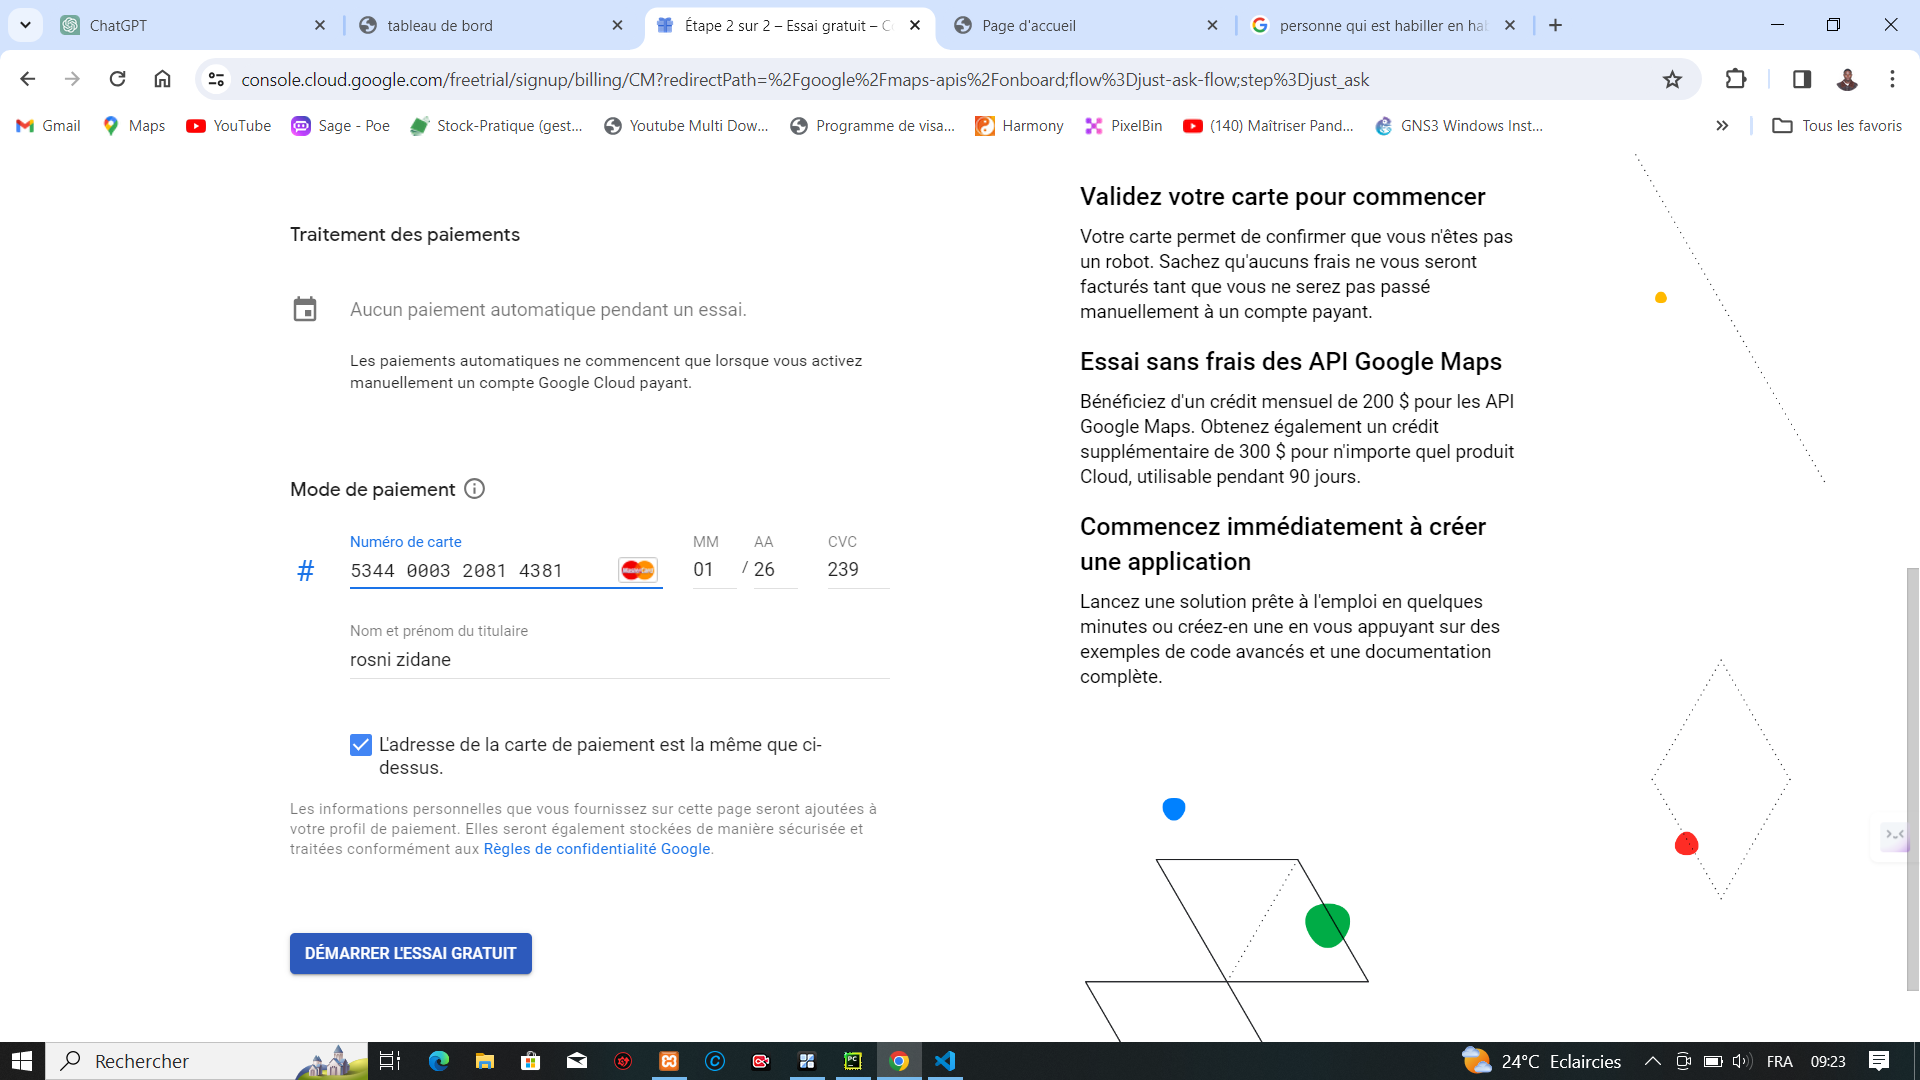 ChatGPT
tableau de bord
Étape 2 sur 2 – Essai gratuit – C
Page d'accueil
personne qui est habiller en hab
console.cloud.google.com/freetrial/signup/billing/CM?redirectPath=%2Fgoogle%2Fmaps-apis%2Fonboard;flow%3Djust-ask-flow;step%3Djust_ask
Gmail
Maps
YouTube
Sage - Poe
Stock-Pratique (gest...
Youtube Multi Dow...
Programme de visa...
Harmony
PixelBin
(140) Maîtriser Pand...
GNS3 Windows Inst...
Tous les favoris
Traitement des paiements
Aucun paiement automatique pendant un essai.
Les paiements automatiques ne commencent que lorsque vous activez
manuellement un compte Google Cloud payant.
Mode de paiement
Numéro de carte
MM
AA
CVC
#
5344 0003 2081 4381
MasterCard
01 / 26
239
Nom et prénom du titulaire
rosni zidane
L'adresse de la carte de paiement est la même que ci-
dessus.
Les informations personnelles que vous fournissez sur cette page seront ajoutées à
votre profil de paiement. Elles seront également stockées de manière sécurisée et
traitées conformément aux Règles de confidentialité Google.
DÉMARRER L'ESSAI GRATUIT
Validez votre carte pour commencer
Votre carte permet de confirmer que vous n'êtes pas
un robot. Sachez qu'aucuns frais ne vous seront
facturés tant que vous ne serez pas passé
manuellement à un compte payant.
Essai sans frais des API Google Maps
Bénéficiez d'un crédit mensuel de 200 $ pour les API
Google Maps. Obtenez également un crédit
supplémentaire de 300 $ pour n'importe quel produit
Cloud, utilisable pendant 90 jours.
Commencez immédiatement à créer
une application
Lancez une solution prête à l'emploi en quelques
minutes ou créez-en une en vous appuyant sur des
exemples de code avancés et une documentation
complète.
Rechercher
24°C Eclaircies
FRA
09:23